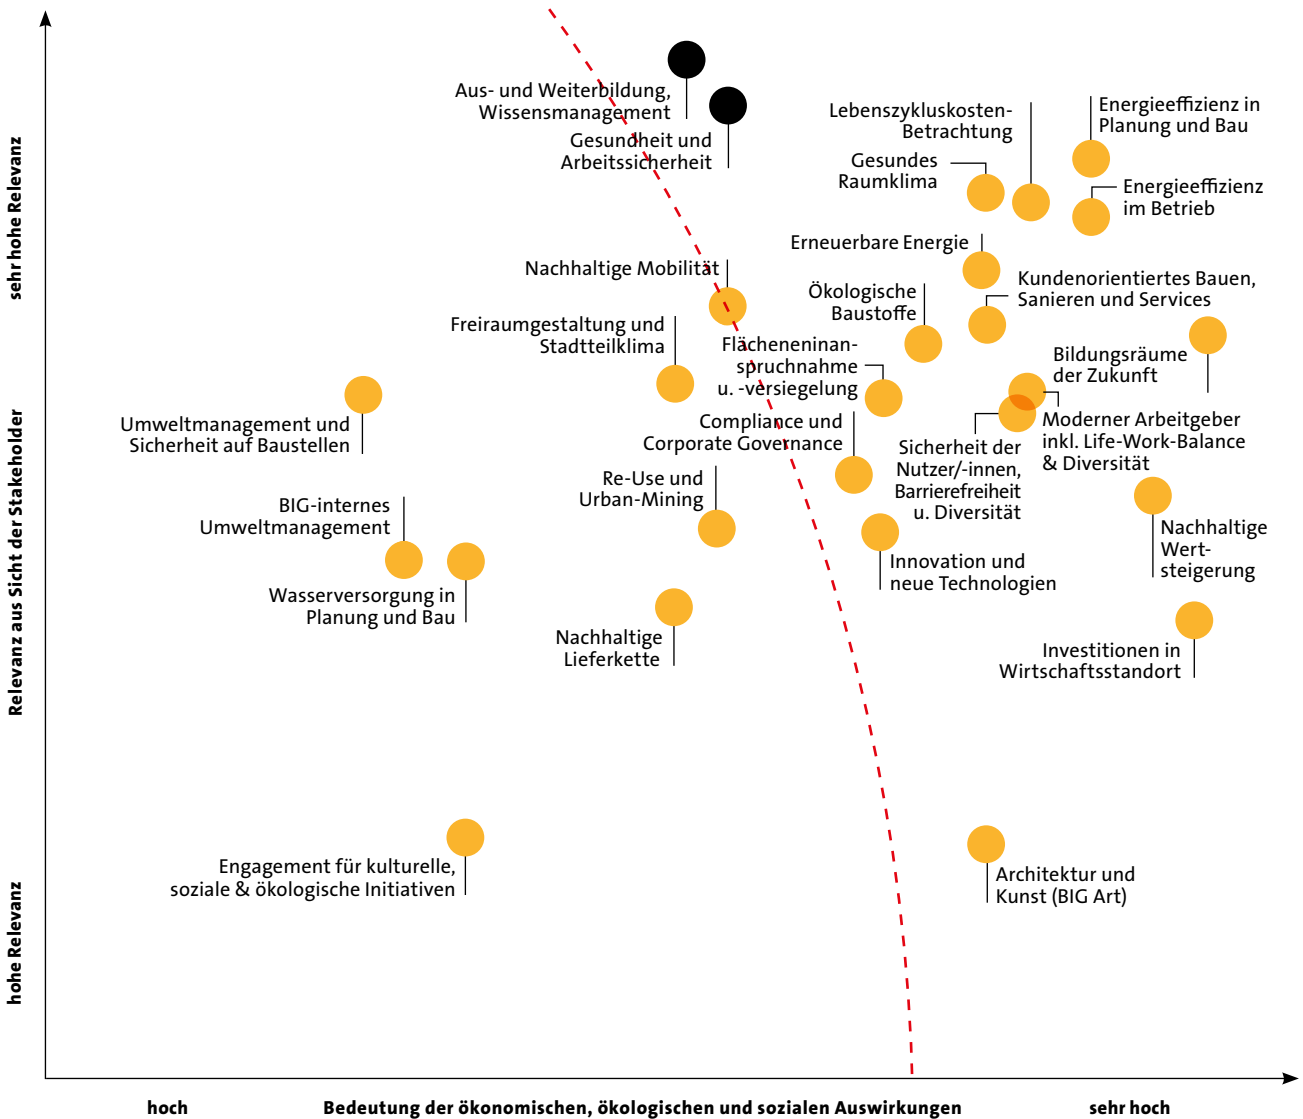 Aus- und Weiterbildung,
Wissensmanagement
Gesundheit und
Arbeitssicherheit
Lebenszykluskosten-
Betrachtung
Energieeffizienz in
Planung und Bau
Gesundes
Raumklima
Energieeffizienz
im Betrieb
Erneuerbare Energie
Nachhaltige Mobilität
Kundenorientiertes Bauen,
Sanieren und Services
Ökologische
Baustoffe
Freiraumgestaltung und
Stadtteilklima
Flächeneninan-
spruchnahme
u. -versiegelung
Bildungsräume
der Zukunft
Umweltmanagement und
Sicherheit auf Baustellen
Compliance und
Corporate Governance
Moderner Arbeitgeber
inkl. Life-Work-Balance
& Diversität
Sicherheit der
Nutzer/-innen,
Barrierefreiheit
u. Diversität
Re-Use und
Urban-Mining
BIG-internes
Umweltmanagement
Nachhaltige
Wert-
steigerung
Innovation und
neue Technologien
Wasserversorgung in
Planung und Bau
Nachhaltige
Lieferkette
Investitionen in
Wirtschaftsstandort
Engagement für kulturelle,
soziale & ökologische Initiativen
Architektur und
Kunst (BIG Art)
sehr hohe Relevanz
Relevanz aus Sicht der Stakeholder
hohe Relevanz
hoch
Bedeutung der ökonomischen, ökologischen und sozialen Auswirkungen
sehr hoch